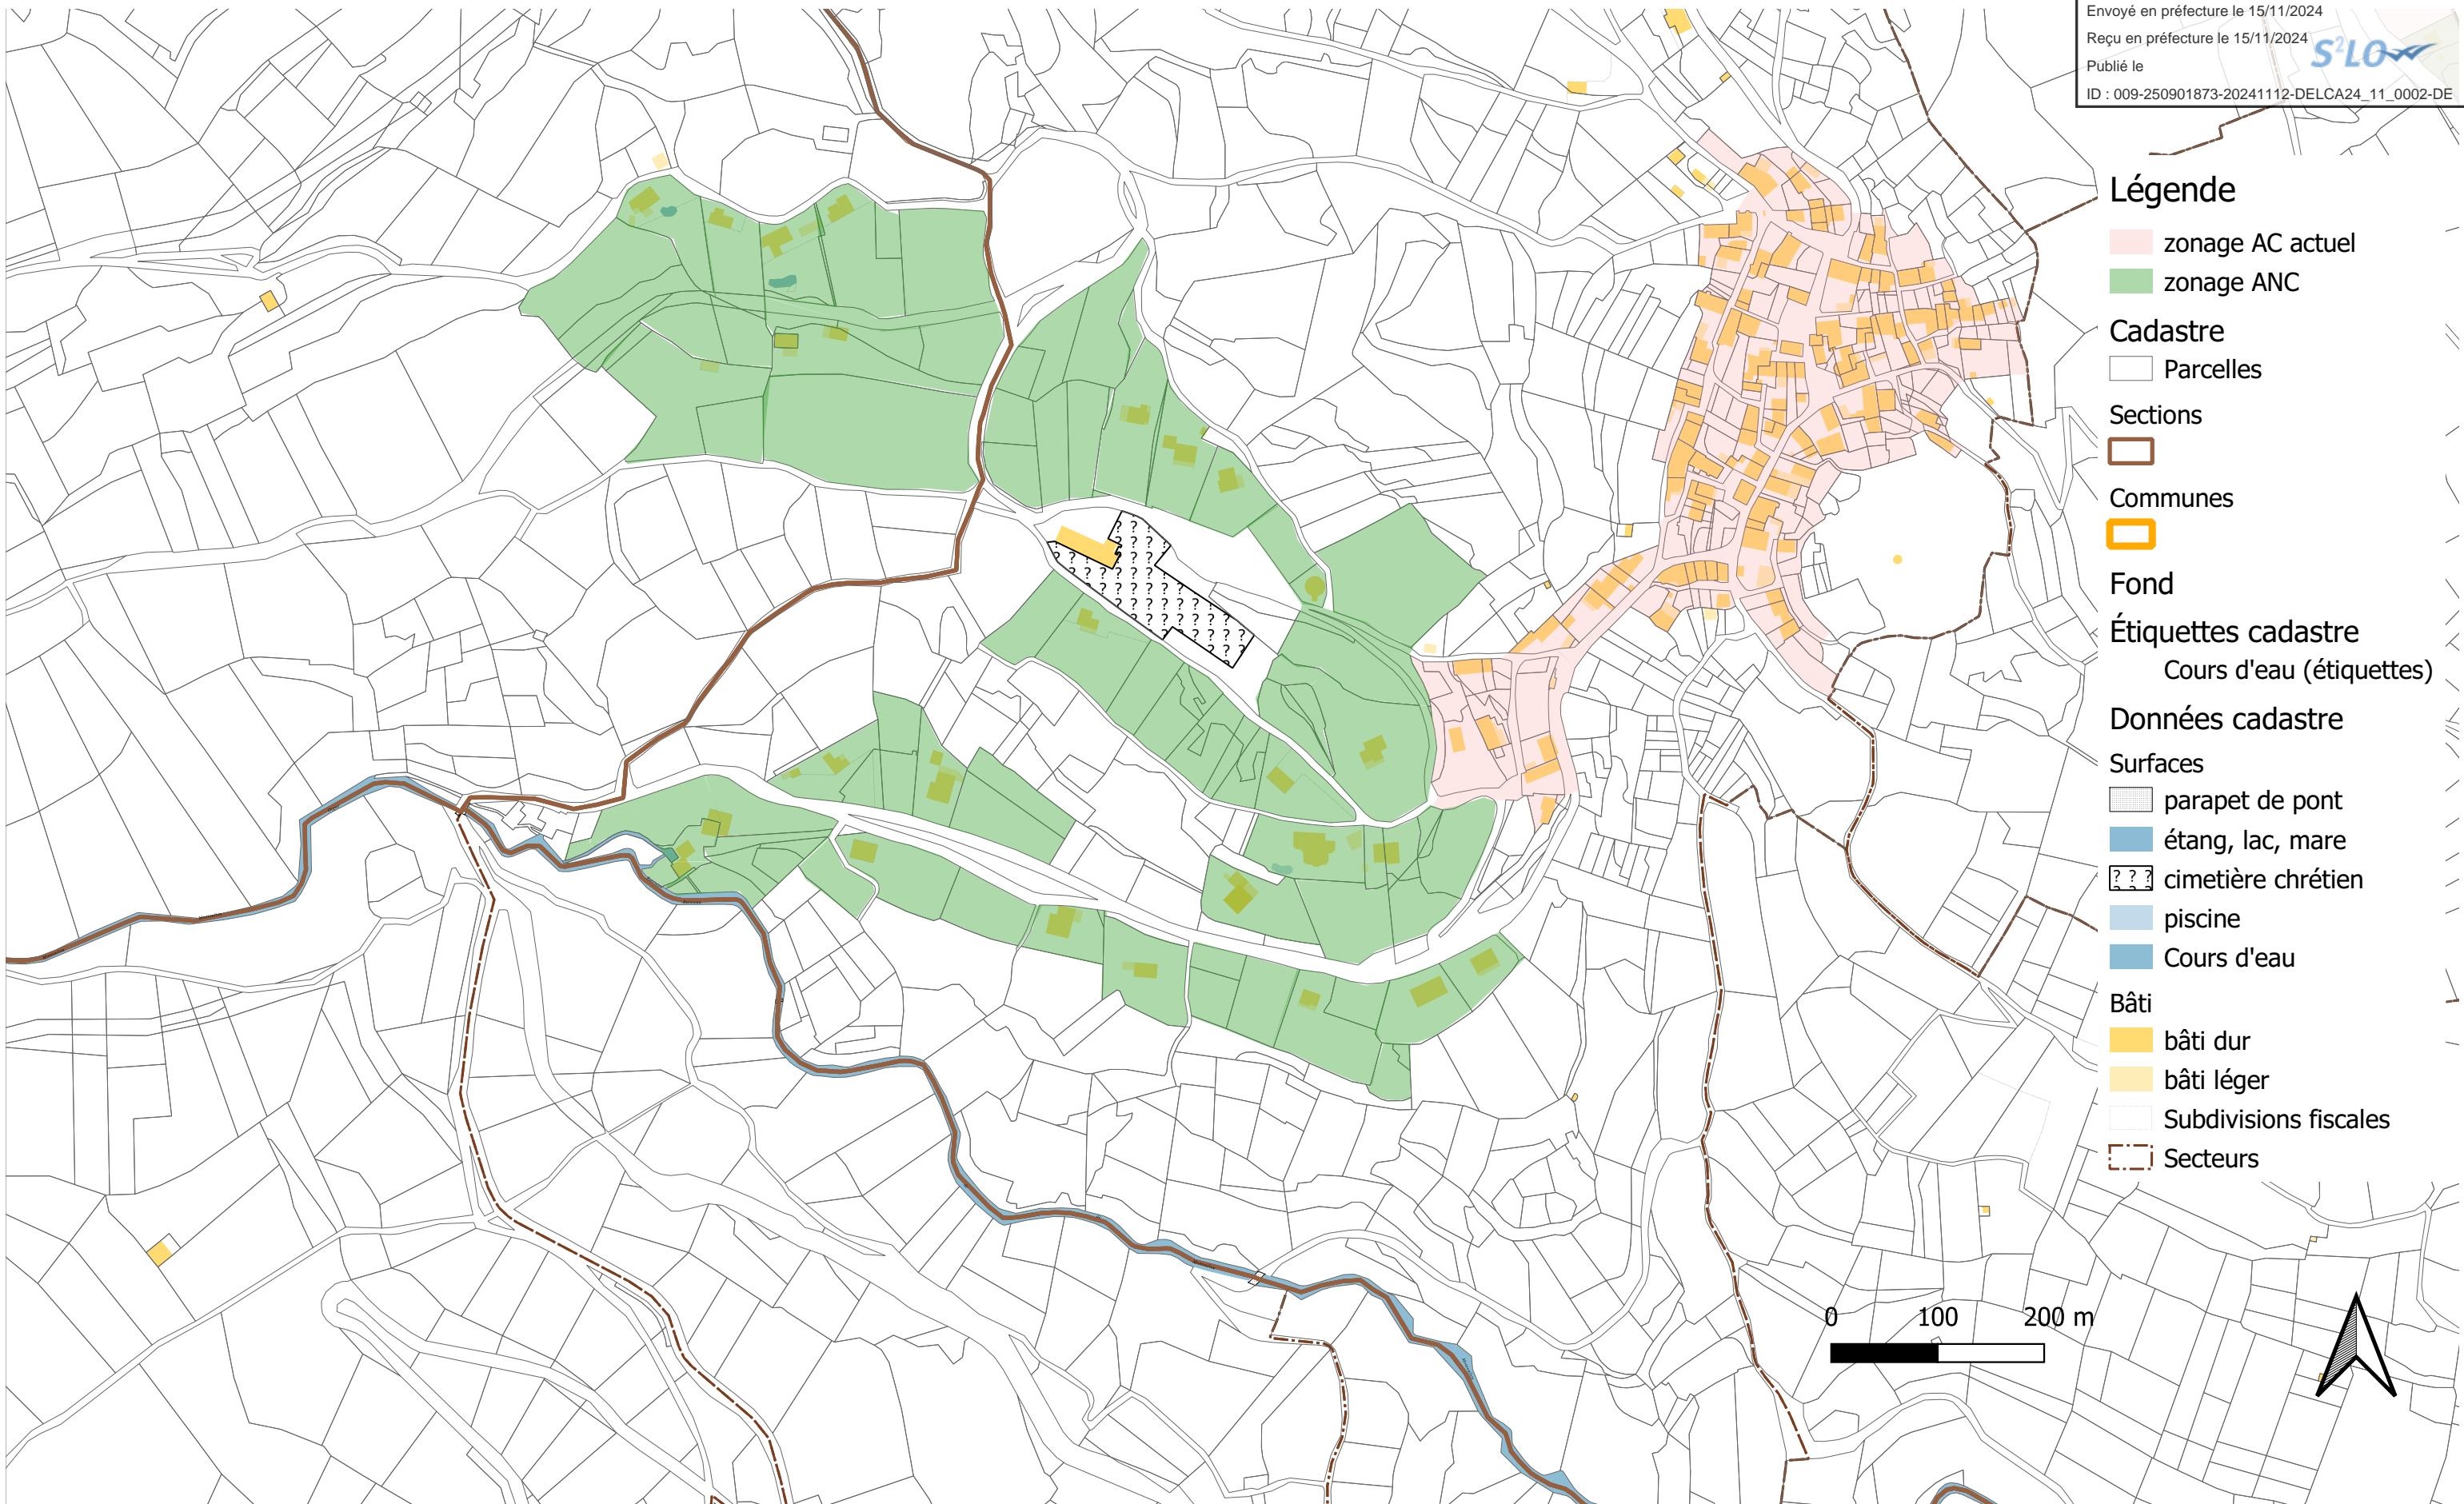 Envoyé en préfecture le 15/11/2024
Reçu en préfecture le 15/11/2024
S²LO
Publié le
ID : 009-250901873-20241112-DELCA24_11_0002-DE
Légende
zonage AC actuel
zonage ANC
Cadastre
Parcelles
Sections
Communes
Fond
Étiquettes cadastre
Cours d'eau (étiquettes)
Données cadastre
Surfaces
parapet de pont
étang, lac, mare
? ? ? cimetière chrétien
piscine
Cours d'eau
Bâti
bâti dur
bâti léger
Subdivisions fiscales
Secteurs
0 100 200 m